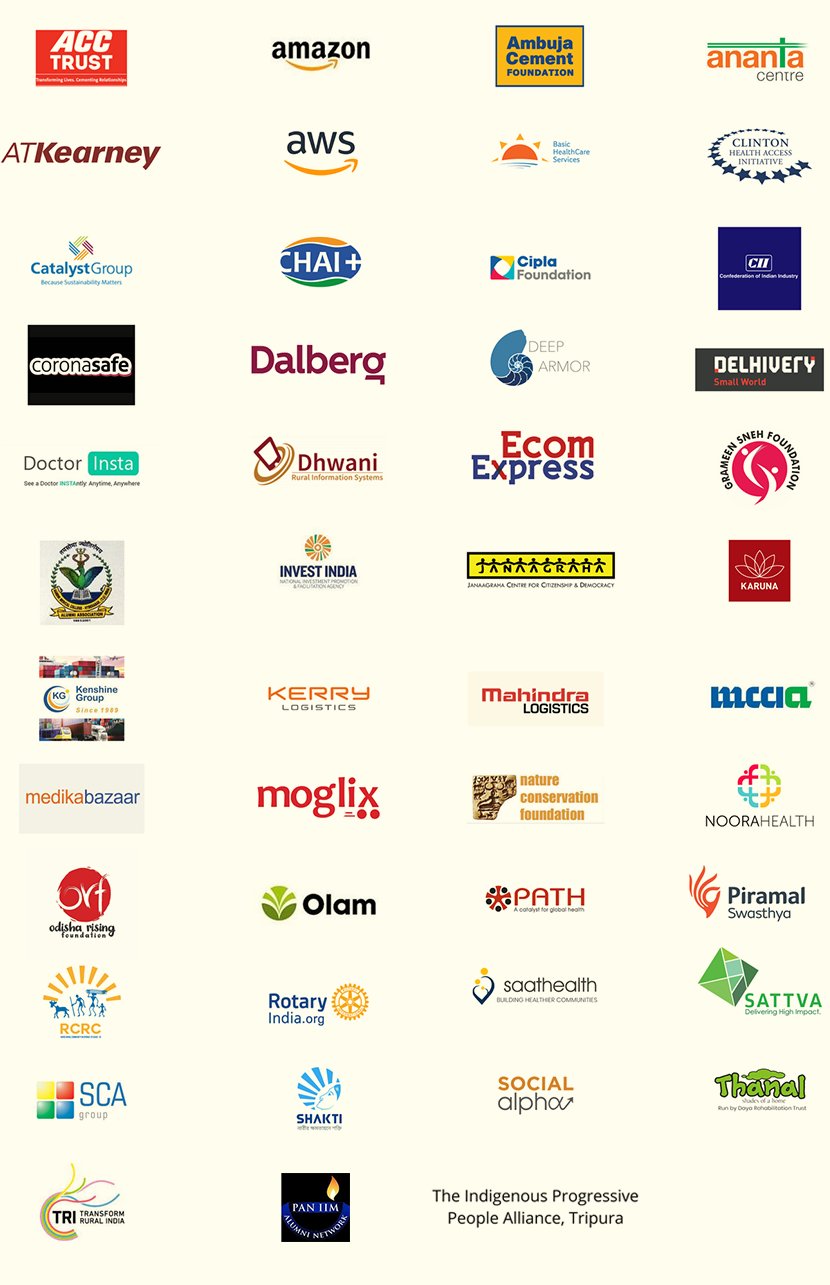 ACC
TRUST
Transforming Lives. Cementing Relationships
amazon
Ambuja
Cement
FOUNDATION
ananta
centre
ATKearney
aws
Basic
HealthCare
Services
CLINTON
HEALTH ACCESS
INITIATIVE
CatalystGroup
Because Sustainability Matters
CHAI+
Cipla
Foundation
CII
Confederation of Indian Industry
coronasafe
Dalberg
DEEP
ARMOR
DELHIVERY
Small World
Doctor Insta
See a Doctor INSTAntly: Anytime, Anywhere
Dhwani
Rural Information Systems
Ecom
Express
GRAMEEN SNEH FOUNDATION
ALUMNI ASSOCIATION
INVEST INDIA
NATIONAL INVESTMENT PROMOTION
& FACILITATION AGENCY
JANAAGRAHA
JANAAGRAHA CENTRE FOR CITIZENSHIP & DEMOCRACY
KARUNA
KG
Kenshine
Group
Since 1989
KERRY
LOGISTICS
Mahindra
LOGISTICS
mccia®
medikabazaar
moglix
nature
conservation
foundation
NOORAHEALTH
orf
odisha rising
foundation
Olam
PATH
A catalyst for global health
Piramal
Swasthya
RCRC
Rotary
India.org
saathealth
BUILDING HEALTHIER COMMUNITIES
SATTVA
Delivering High Impact.
SCA
group
SHAKTI
SOCIAL
alpha
Thanal
shades of a home
Run by Daya Rehabilitation Trust
TRI TRANSFORM
RURAL INDIA
PAN IIM
ALUMNI NETWORK
The Indigenous Progressive
People Alliance, Tripura